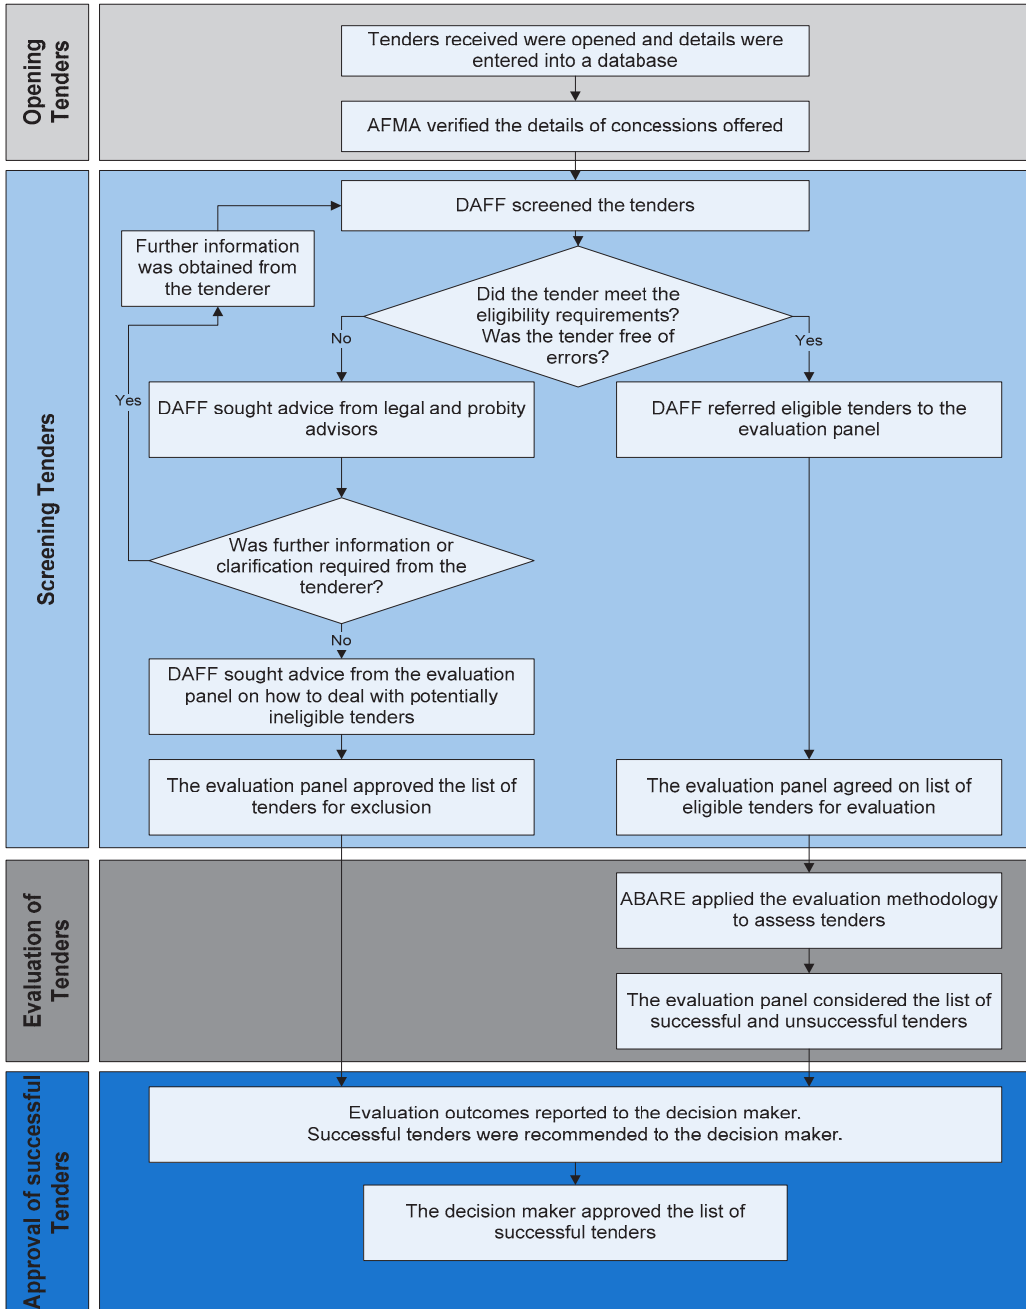 Opening
Tenders
Tenders received were opened and details were
entered into a database
AFMA verified the details of concessions offered
Screening Tenders
DAFF screened the tenders
Further information
was obtained from
the tenderer
Did the tender meet the
eligibility requirements?
Was the tender free of
errors?
No
Yes
Yes
DAFF sought advice from legal and probity
advisors
DAFF referred eligible tenders to the
evaluation panel
Was further information or
clarification required from the
tenderer?
No
DAFF sought advice from the evaluation
panel on how to deal with potentially
ineligible tenders
The evaluation panel approved the list of
tenders for exclusion
The evaluation panel agreed on list of
eligible tenders for evaluation
Evaluation of
Tenders
ABARE applied the evaluation methodology
to assess tenders
The evaluation panel considered the list of
successful and unsuccessful tenders
Approval of successful
Tenders
Evaluation outcomes reported to the decision maker.
Successful tenders were recommended to the decision maker.
The decision maker approved the list of
successful tenders